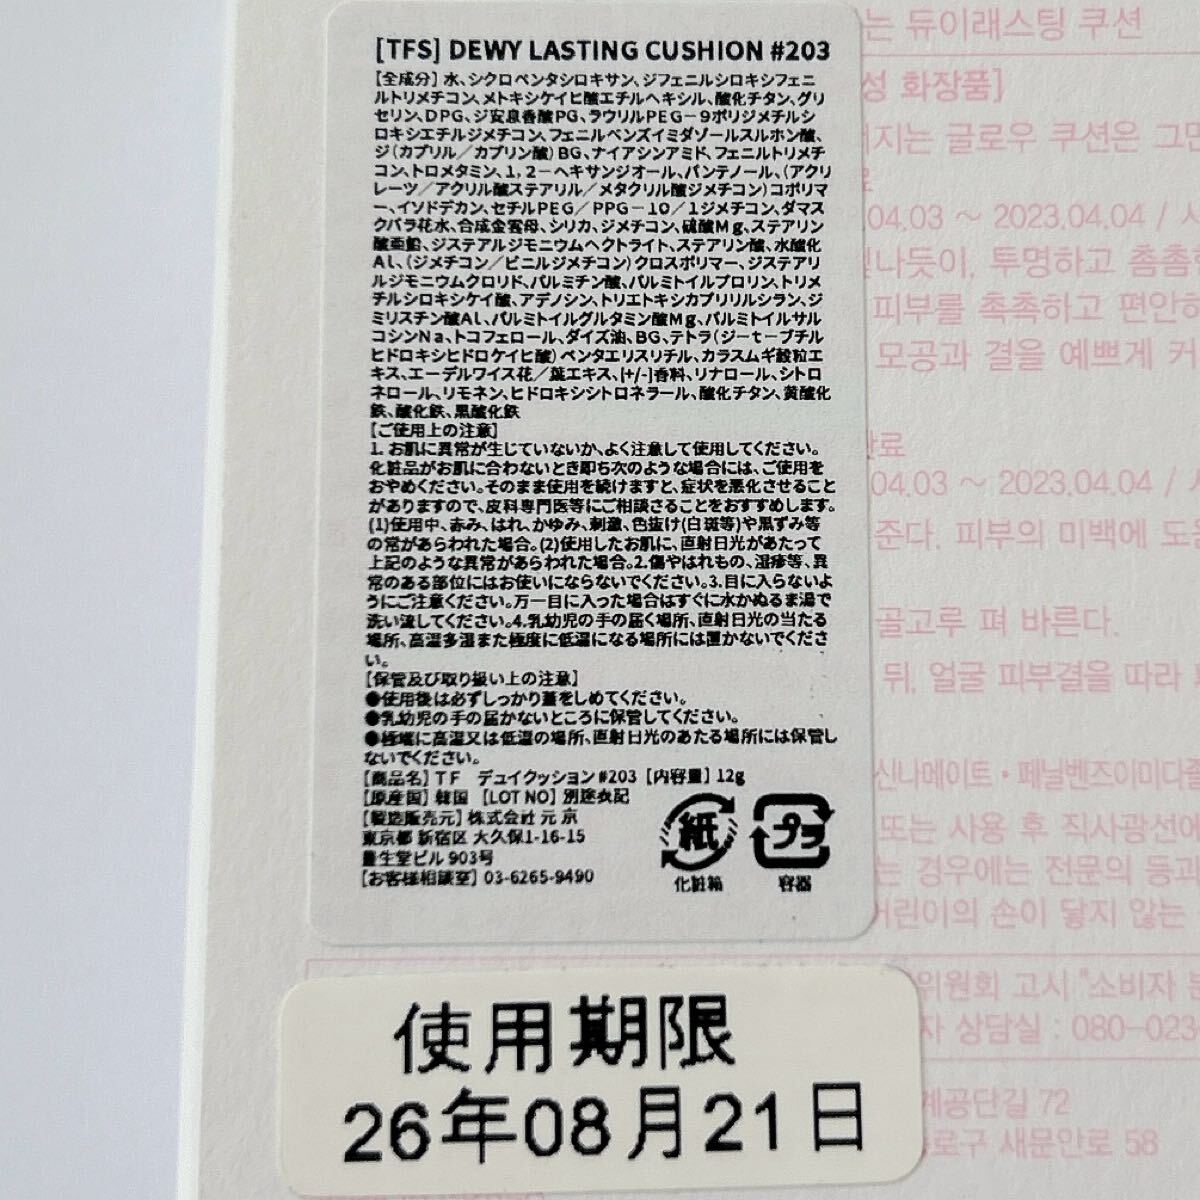 [TFS] DEWY LASTING CUSHION #203
【全成分】水、シクロペンタシロキサン、ジフェニルシロキシフェニ
ルトリメチコン、メトキシケイヒ酸エチルヘキシル、酸化チタン、グリ
セリン、DPG、ジ安息香酸PG、ラウリルPEG-9ポリジメチルシ
ロキシエチルジメチコン、フェニルベンズイミダゾールスルホン酸、
ジ(カプリル/カプリン酸)BG、ナイアシンアミド、フェニルトリメチ
コン、トロメタミン、1,2-ヘキサンジオール、パンテノール、(アクリ
レーツ/アクリル酸ステアリル/メタクリル酸ジメチコン)コポリマ
ー、イソドデカン、セチルPEG/PPG-10/1ジメチコン、ダマス
クバラ花水、合成金雲母、シリカ、ジメチコン、硫酸Mg、ステアリン
酸亜鉛、ジステアルジモニウムヘクトライト、ステアリン酸、水酸化
Al、(ジメチコン/ビニルジメチコン)クロスポリマー、ジステアリ
ルジモニウムクロリド、パルミチン酸、パルミトイルプロリン、トリメ
チルシロキシケイ酸、アデノシン、トリエトキシカプリリルシラン、ジ
ミリスチン酸Al、パルミトイルグルタミン酸Mg、パルミトイルサル
コシンNa、トコフェロール、ダイズ油、BG、テトラ(ジーtーブチル
ヒドロキシヒドロケイヒ酸)ペンタエリスリチル、カラスムギ穀粒エ
キス、エーデルワイス花/葉エキス、[+/-]香料、リナロール、シトロ
ネロール、リモネン、ヒドロキシシトロネラール、酸化チタン、黄酸化
鉄、酸化鉄、黒酸化鉄
【ご使用上の注意】
1. お肌に異常が生じていないか、よく注意して使用してください。
化粧品がお肌に合わないとき即ち次のような場合には、ご使用を
おやめください。そのまま使用を続けますと、症状を悪化させること
がありますので、皮科専門医等にご相談さることをおすすめします。
(1)使用中、赤み、はれ、かゆみ、刺激、色抜け(白斑等)や黒ずみ等
の常があらわれた場合。(2)使用したお肌に、直射日光があたって
上記のような異常があらわれた場合。2.傷やはれもの、湿疹等、異
常のある部位にはお使いにならないでください。3.目に入らないよ
うにご注意ください。万一目に入った場合はすぐに水かぬるま湯で
洗い流してください。4.乳幼児の手の届く場所、直射日光の当たる
場所、高温多湿また極度に低温になる場所には置かないでくださ
い。
【保管及び取り扱い上の注意】
●使用後は必ずしっかり蓋をしめてください。
●乳幼児の手の届かないところに保管してください。
●極端に高温又は低温の場所、直射日光のあたる場所には保管し
ないでください。
【商品名】TF デュイクッション#203 【内容量】12g
【原産国】韓国 【LOT NO】別途表記
【製造販売元】株式会社 元 京
東京都 新宿区 大久保1-16-15
豊生堂ビル 903号
【お客様相談室】03-6265-9490
紙
化粧箱
プラ
容器
使用期限
26年08月21日
는 듀이래스팅 쿠션
성 화장품]
지는 글로우 쿠션은 그만
04.03 ~ 2023.04.04 /
나듯이, 투명하고 촘촘
피부를 촉촉하고 편안하
모공과 결을 예쁘게 커
04.03 ~ 2023.04.04 /
준다. 피부의 미백에 도
골고루 펴 바른다.
뒤, 얼굴 피부결을 따라
신나메이트・페닐벤즈이미다졸
또는 사용 후 직사광선에
는 경우에는 전문의 등과
어린이의 손이 닿지 않는
위원회 고시 "소비자 분
자 상담실 : 080-023
계공단길 72
로구 새문안로 58